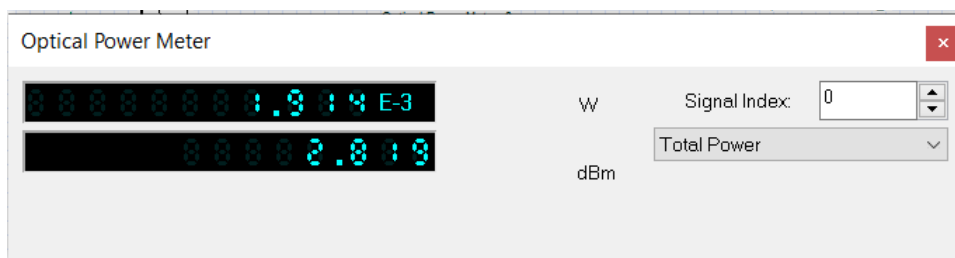 Optical Power Meter
1.914 E-3 W Signal Index: 0
Total Power
2.819 dBm